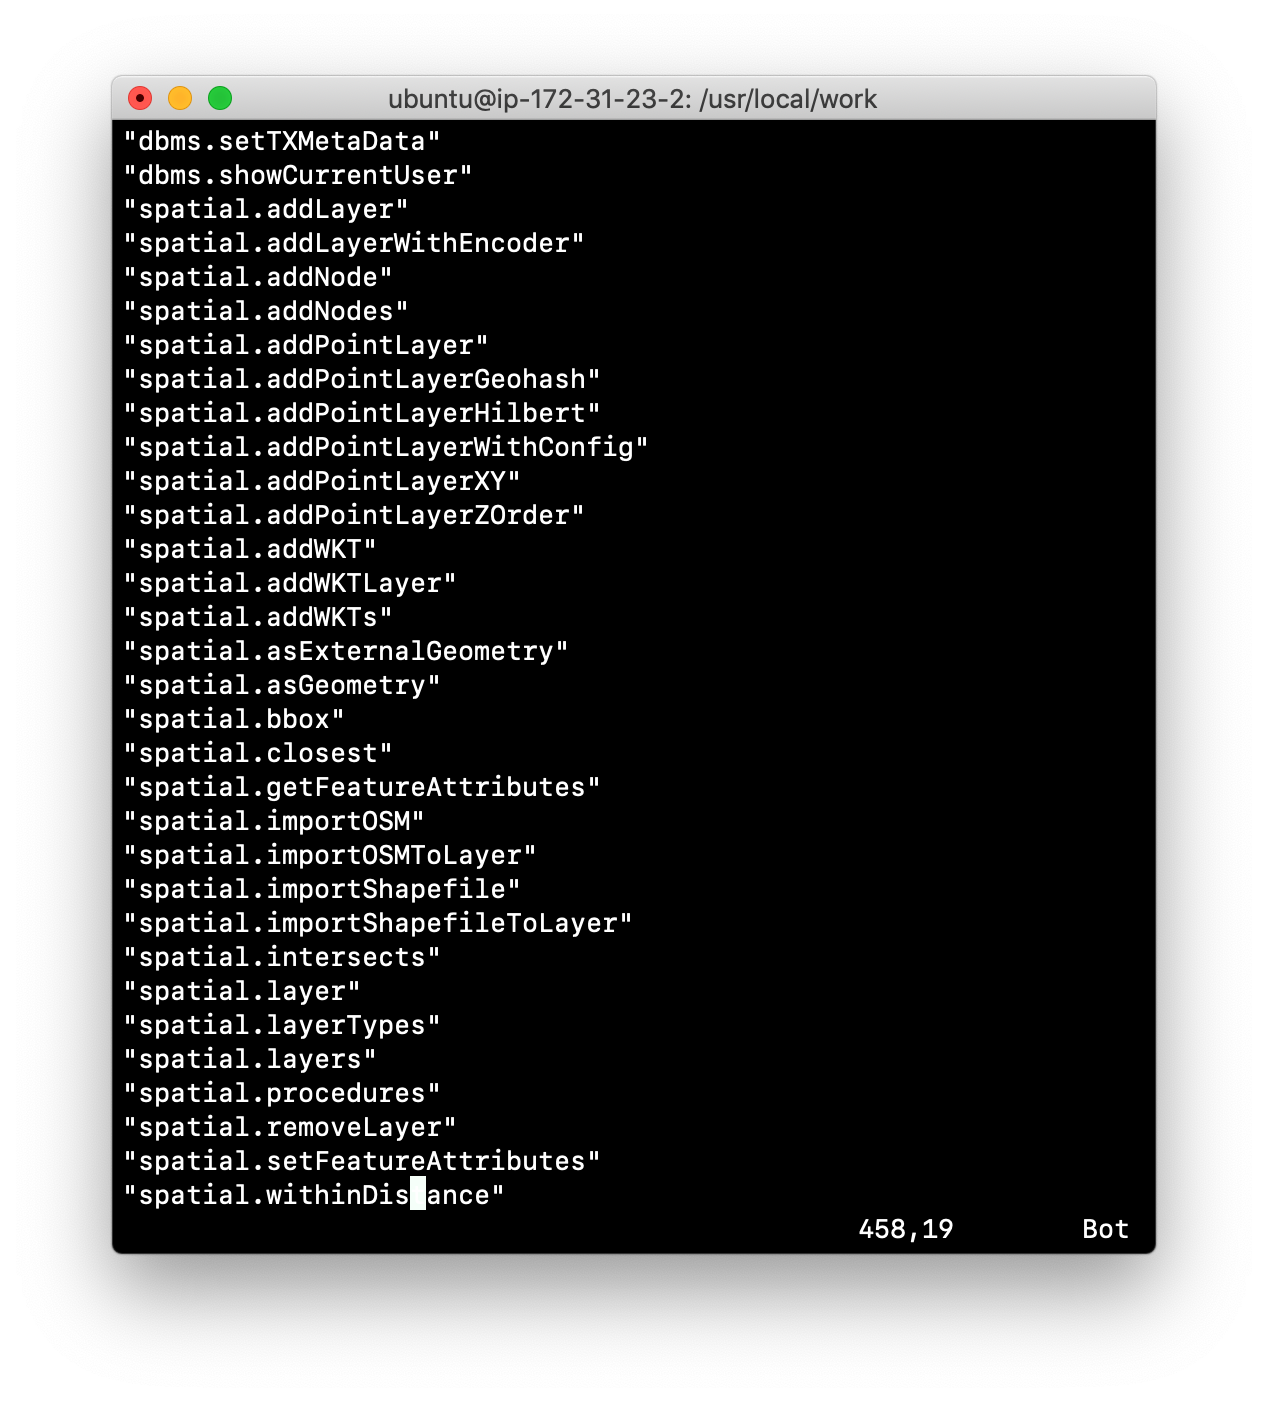 ubuntu@ip-172-31-23-2: /usr/local/work
"dbms.setTXMetaData"
"dbms.showCurrentUser"
"spatial.addLayer"
"spatial.addLayerWithEncoder"
"spatial.addNode"
"spatial.addNodes"
"spatial.addPointLayer"
"spatial.addPointLayerGeohash"
"spatial.addPointLayerHilbert"
"spatial.addPointLayerWithConfig"
"spatial.addPointLayerXY"
"spatial.addPointLayerZOrder"
"spatial.addWKT"
"spatial.addWKTLayer"
"spatial.addWKTs"
"spatial.asExternalGeometry"
"spatial.asGeometry"
"spatial.bbox"
"spatial.closest"
"spatial.getFeatureAttributes"
"spatial.importOSM"
"spatial.importOSMToLayer"
"spatial.importShapefile"
"spatial.importShapefileToLayer"
"spatial.intersects"
"spatial.layer"
"spatial.layerTypes"
"spatial.layers"
"spatial.procedures"
"spatial.removeLayer"
"spatial.setFeatureAttributes"
"spatial.withinDis ance"
458,19 Bot